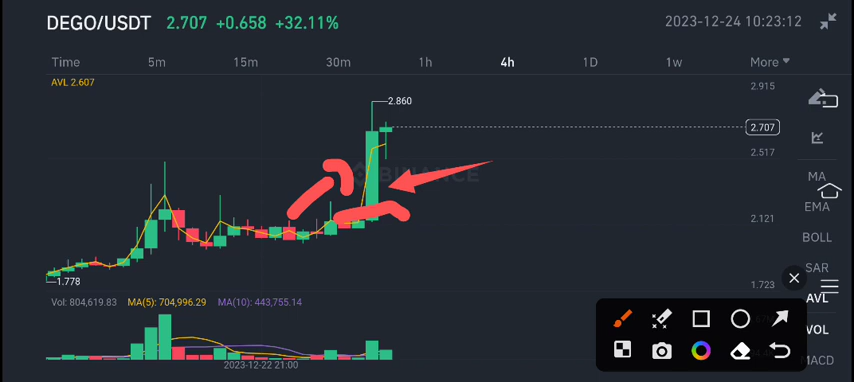 DEGO/USDT 2.707 +0.658 +32.11% 2023-12-24 10:23:12
Time 5m 15m 30m 1h 4h 1D 1w More
AVL 2.607
2.915
2.860
2.707
2.517
BINANCE
MA
EMA
2.121
BOLL
SAR
1.778
1.723
AVL
Vol: 804,619.83 MA(5): 704,996.29 MA(10): 443,755.14
VOL
MACD
2023-12-22 21:00